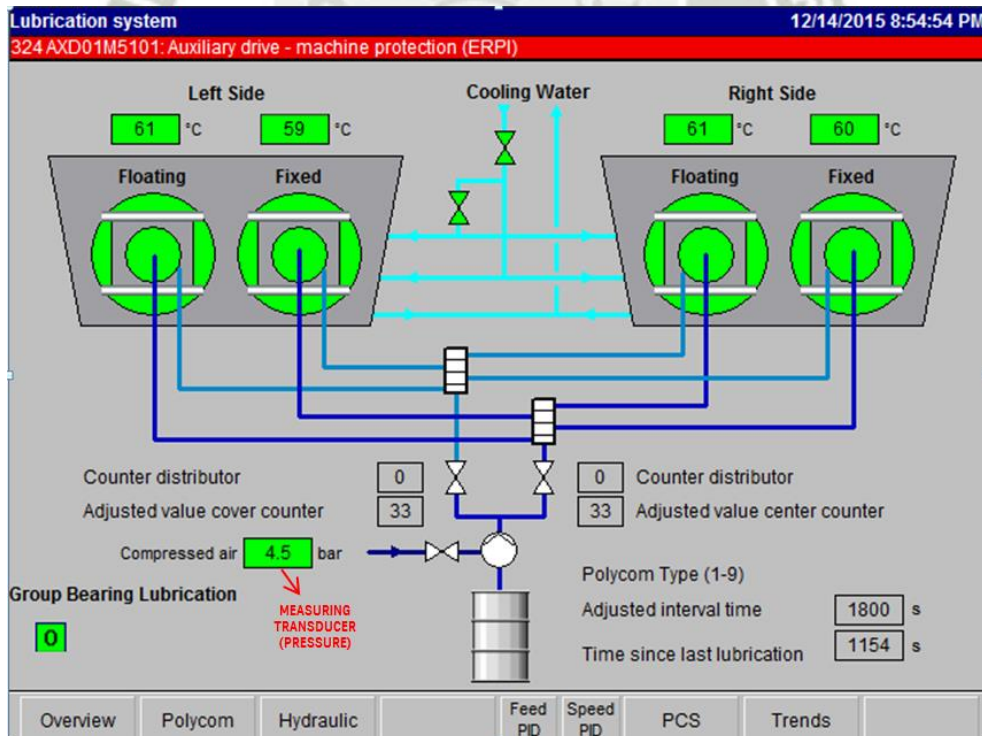 Lubrication system 12/14/2015 8:54:54 PM
324 AXD01M5101: Auxiliary drive - machine protection (ERPI)
Left Side Cooling Water Right Side
61 °C 59 °C 61 °C 60 °C
Floating Fixed Floating Fixed
Counter distributor 0 0 Counter distributor
Adjusted value cover counter 33 33 Adjusted value center counter
Compressed air 4.5 bar
MEASURING
TRANSDUCER
(PRESSURE)
Group Bearing Lubrication
0
Polycom Type (1-9)
Adjusted interval time 1800 s
Time since last lubrication 1154 s
Overview Polycom Hydraulic Feed PID Speed PID PCS Trends